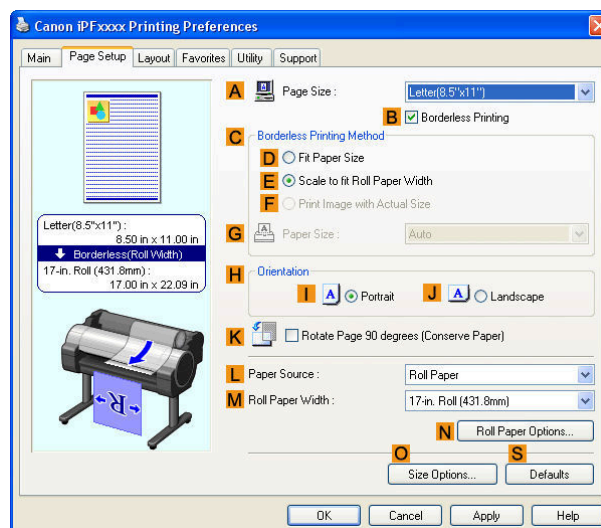 Canon iPFxxxx Printing Preferences
Main Page Setup Layout Favorites Utility Support
A Page Size : Letter(8.5"x11")
B Borderless Printing
C Borderless Printing Method
D Fit Paper Size
E Scale to fit Roll Paper Width
F Print Image with Actual Size
G Paper Size : Auto
Letter(8.5"x11") :
8.50 in x 11.00 in
Borderless(Roll Width)
17-in. Roll (431.8mm) :
17.00 in x 22.09 in
H Orientation
I A Portrait J A Landscape
K Rotate Page 90 degrees (Conserve Paper)
R
L Paper Source : Roll Paper
M Roll Paper Width : 17-in. Roll (431.8mm)
N Roll Paper Options...
O S
Size Options... Defaults
OK Cancel Apply Help